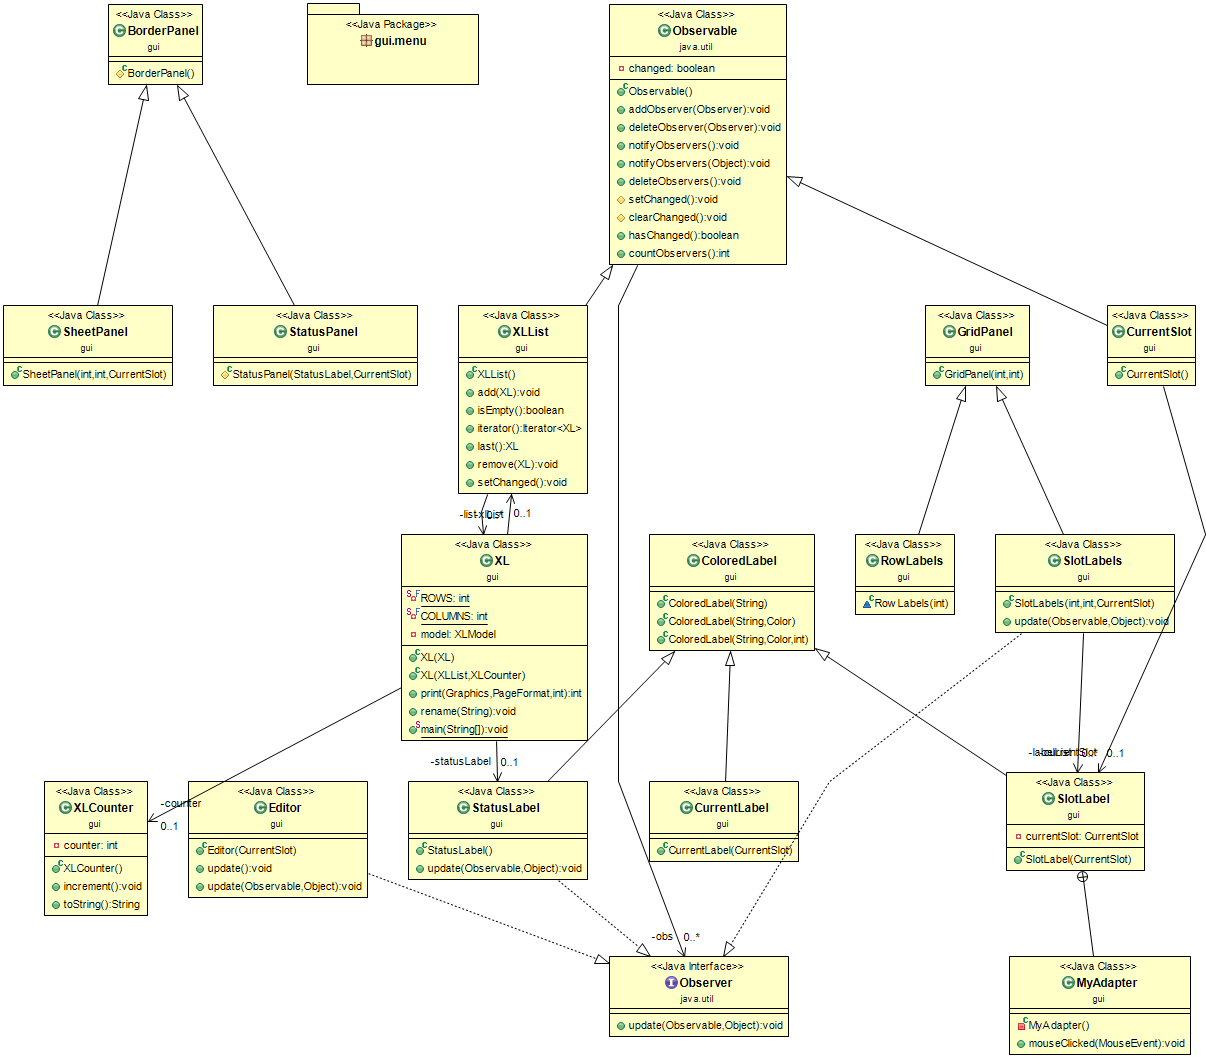 <<Java Class>>
BorderPanel
gui
BorderPanel()
<<Java Package>>
gui.menu
<<Java Class>>
Observable
java.util
changed: boolean
Observable()
addObserver(Observer):void
deleteObserver(Observer):void
notifyObservers():void
notifyObservers(Object):void
deleteObservers():void
setChanged():void
clearChanged():void
hasChanged():boolean
countObservers():int
<<Java Class>>
SheetPanel
gui
SheetPanel(int,int,CurrentSlot)
<<Java Class>>
StatusPanel
gui
StatusPanel(StatusLabel,CurrentSlot)
<<Java Class>>
XLList
gui
XLList()
add(XL):void
isEmpty():boolean
iterator():Iterator<XL>
last():XL
remove(XL):void
setChanged():void
<<Java Class>>
GridPanel
gui
GridPanel(int,int)
<<Java Class>>
CurrentSlot
gui
CurrentSlot()
-list
-xlList
0..*
0..1
<<Java Class>>
XL
gui
ROWS: int
COLUMNS: int
model: XLModel
XL(XL)
XL(XLList,XLCounter)
print(Graphics,PageFormat,int):int
rename(String):void
main(String[]):void
<<Java Class>>
ColoredLabel
gui
ColoredLabel(String)
ColoredLabel(String,Color)
ColoredLabel(String,Color,int)
<<Java Class>>
RowLabels
gui
RowLabels(int)
<<Java Class>>
SlotLabels
gui
SlotLabels(int,int,CurrentSlot)
update(Observable,Object):void
-statusLabel
0..1
-counter
0..1
-labelList
0..*
-currentSlot
0..1
<<Java Class>>
XLCounter
gui
counter: int
XLCounter()
increment():void
toString():String
<<Java Class>>
Editor
gui
Editor(CurrentSlot)
update():void
update(Observable,Object):void
<<Java Class>>
StatusLabel
gui
StatusLabel()
update(Observable,Object):void
<<Java Class>>
CurrentLabel
gui
CurrentLabel(CurrentSlot)
<<Java Class>>
SlotLabel
gui
currentSlot: CurrentSlot
SlotLabel(CurrentSlot)
-obs
0..*
<<Java Interface>>
Observer
java.util
update(Observable,Object):void
<<Java Class>>
MyAdapter
gui
MyAdapter()
mouseClicked(MouseEvent):void